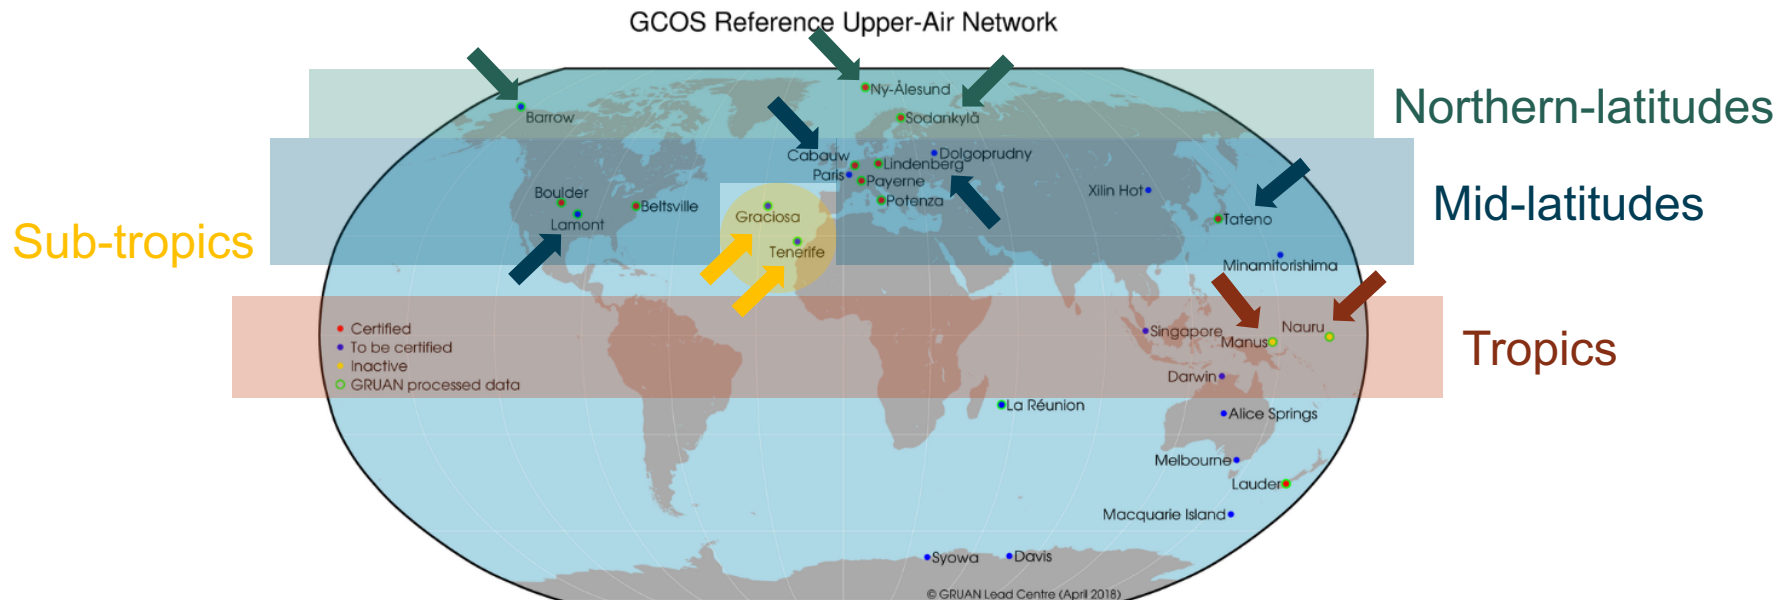 GCOS Reference Upper-Air Network
Ny-Ålesund
Northern-latitudes
Barrow
Sodankylä
Cabauw
Dolgoprudny
Lindenberg
Paris
Payerne
Xilin Hot
Boulder
Potenza
Mid-latitudes
Beltsville
Graciosa
Tateno
Lamont
Sub-tropics
Tenerife
Minamitorishima
Certified
Singapore
Nauru
To be certified
Manus
Tropics
Inactive
GRUAN processed data
Darwin
La Réunion
Alice Springs
Melbourne
Lauder
Macquarie Island
Syowa
Davis
© GRUAN Lead Centre (April 2018)